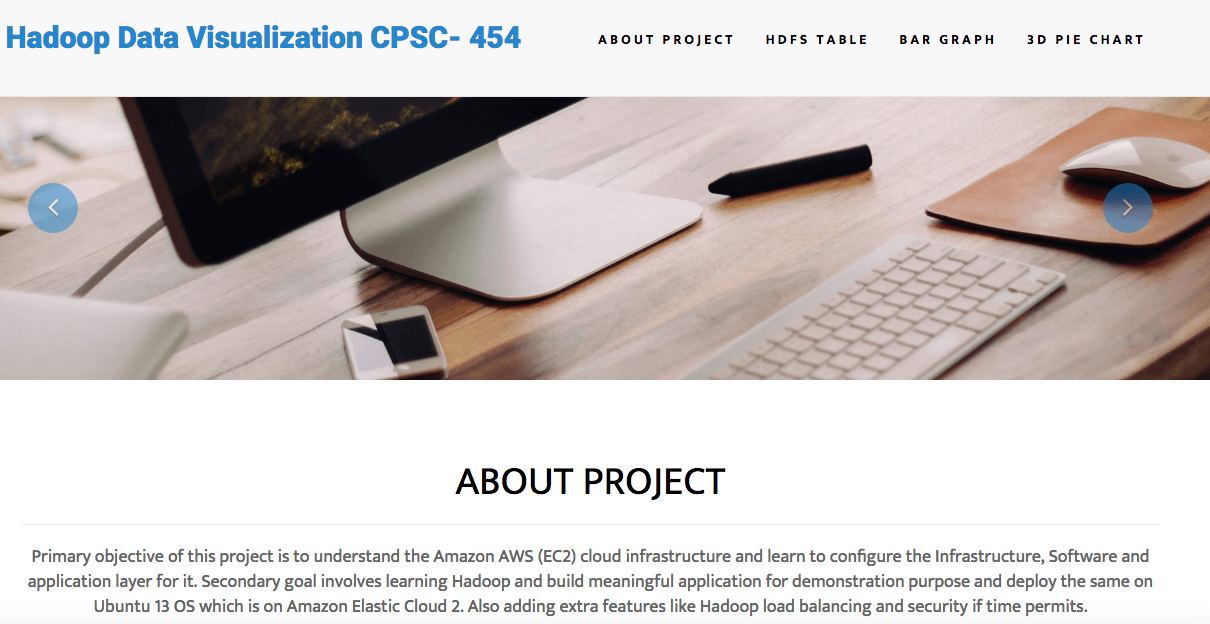 Hadoop Data Visualization CPSC- 454
ABOUT PROJECT HDFS TABLE BAR GRAPH 3D PIE CHART
ABOUT PROJECT
Primary objective of this project is to understand the Amazon AWS (EC2) cloud infrastructure and learn to configure the Infrastructure, Software and
application layer for it. Secondary goal involves learning Hadoop and build meaningful application for demonstration purpose and deploy the same on
Ubuntu 13 OS which is on Amazon Elastic Cloud 2. Also adding extra features like Hadoop load balancing and security if time permits.